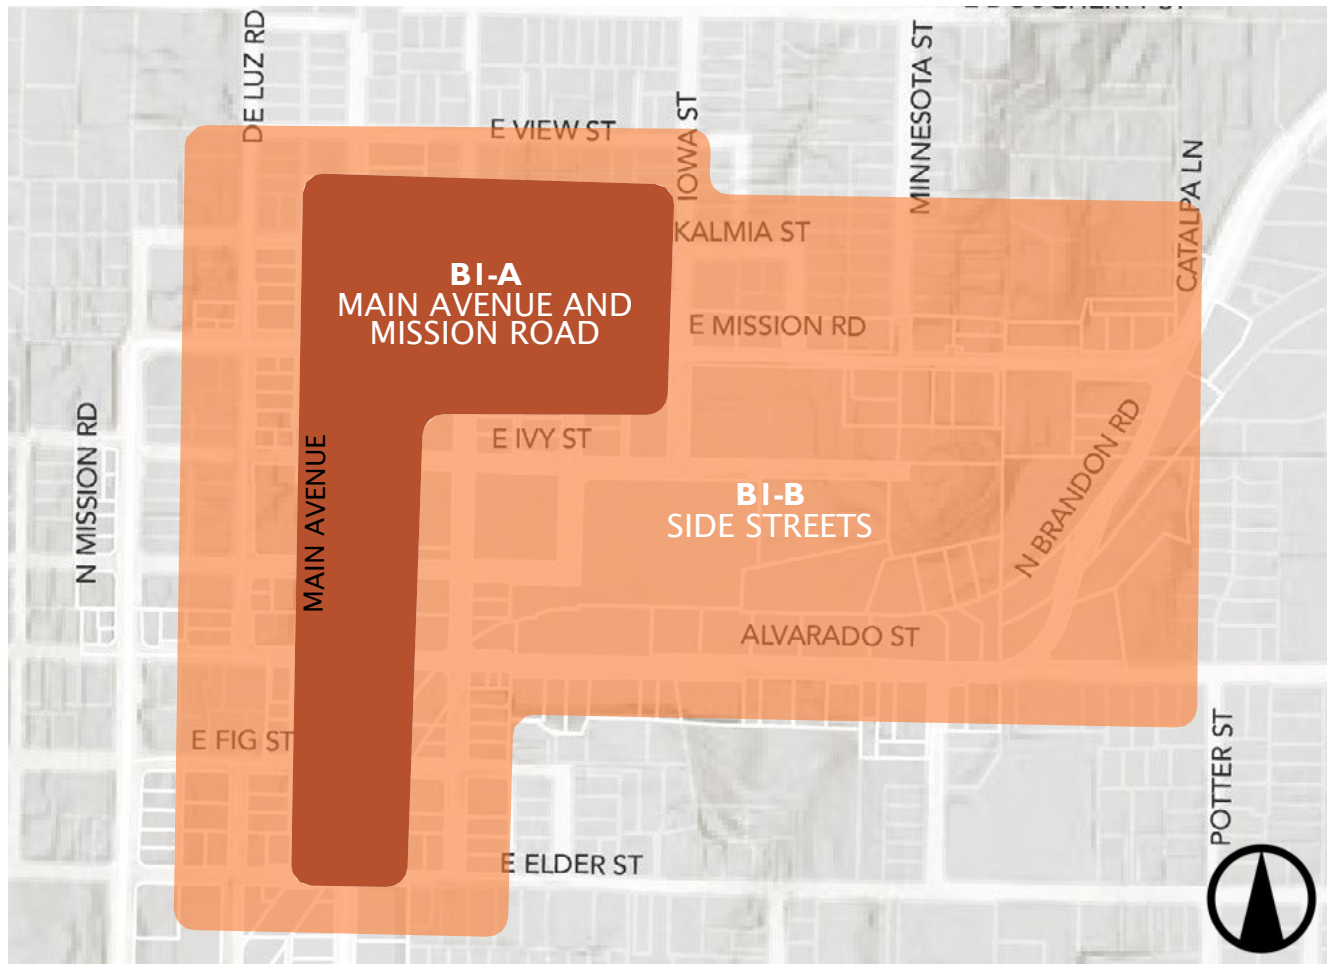 DE LUZ RD
MINNESOTA ST
E VIEW ST
IOWA ST
CATALPA LN
KALMIA ST
BI-A
MAIN AVENUE AND
MISSION ROAD
E MISSION RD
N MISSION RD
MAIN AVENUE
E IVY ST
BI-B
SIDE STREETS
N BRANDON RD
ALVARADO ST
E FIG ST
POTTER ST
E ELDER ST